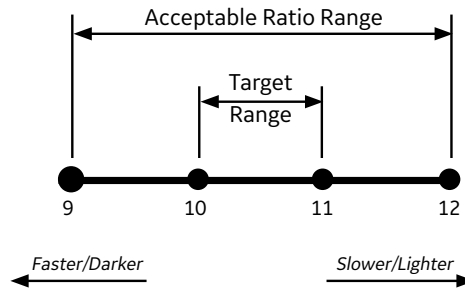 Acceptable Ratio Range
Target
Range
9 10 11 12
Faster/Darker Slower/Lighter